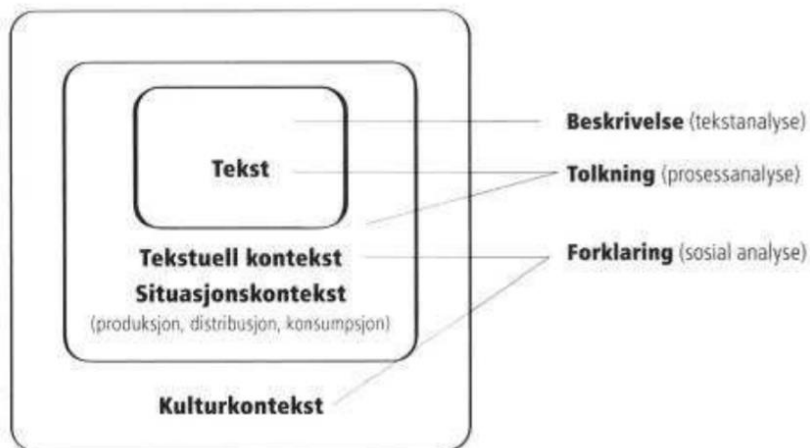 Beskrivelse (tekstanalyse)
Tekst
Tolkning (prosessanalyse)
Tekstuell kontekst
Forklaring (sosial analyse)
Situasjonskontekst
(produksjon, distribusjon, konsumpsjon)
Kulturkontekst